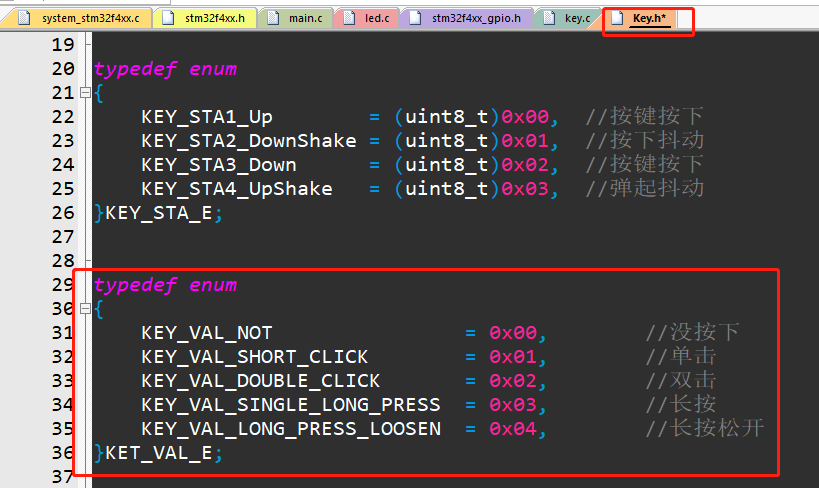 system_stm32f4xx.c stm32f4xx.h main.c led.c stm32f4xx_gpio.h key.c Key.h*
19
20 typedef enum
21 {
22 KEY_STA1_Up = (uint8_t)0x00, //按键按下
23 KEY_STA2_DownShake = (uint8_t)0x01, //按下抖动
24 KEY_STA3_Down = (uint8_t)0x02, //按键按下
25 KEY_STA4_UpShake = (uint8_t)0x03, //弹起抖动
26 }KEY_STA_E;
27
28
29 typedef enum
30 {
31 KEY_VAL_NOT = 0x00, //没按下
32 KEY_VAL_SHORT_CLICK = 0x01, //单击
33 KEY_VAL_DOUBLE_CLICK = 0x02, //双击
34 KEY_VAL_SINGLE_LONG_PRESS = 0x03, //长按
35 KEY_VAL_LONG_PRESS_LOOSEN = 0x04, //长按松开
36 }KET_VAL_E;
37